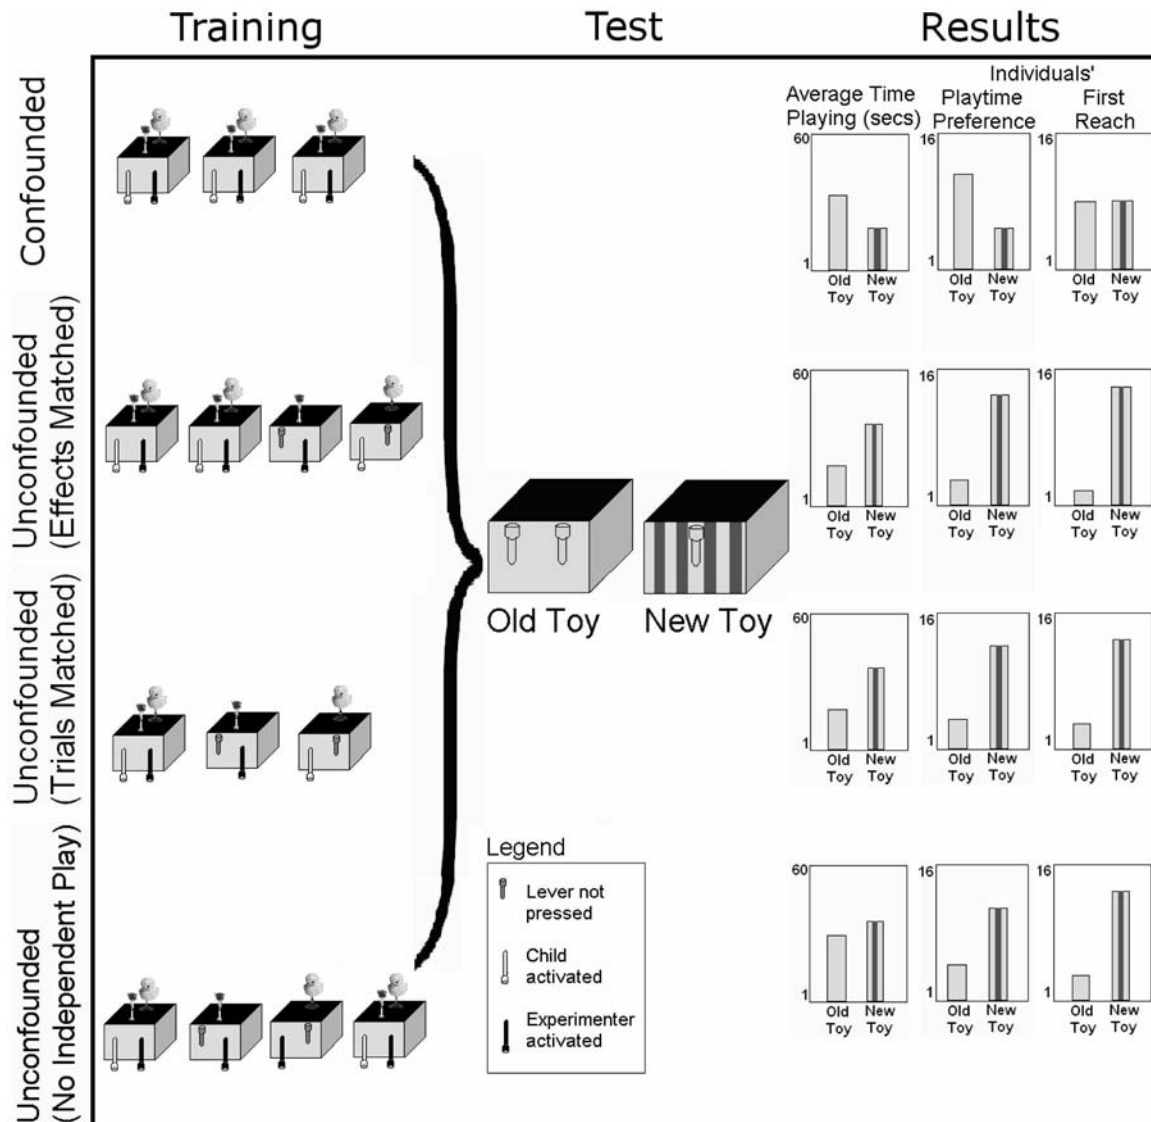 Training
Test
Results
Confounded
Individuals'
Average Time
Playing (secs)
Playtime
Preference
First
Reach
60
1
Old
Toy
New
Toy
16
1
Old
Toy
New
Toy
16
1
Old
Toy
New
Toy
Unconfounded
(Effects Matched)
60
1
Old
Toy
New
Toy
16
1
Old
Toy
New
Toy
16
1
Old
Toy
New
Toy
Old Toy
New Toy
Unconfounded
(Trials Matched)
60
1
Old
Toy
New
Toy
16
1
Old
Toy
New
Toy
16
1
Old
Toy
New
Toy
Unconfounded
(No Independent Play)
Legend
Lever not
pressed
Child
activated
Experimenter
activated
60
1
Old
Toy
New
Toy
16
1
Old
Toy
New
Toy
16
1
Old
Toy
New
Toy